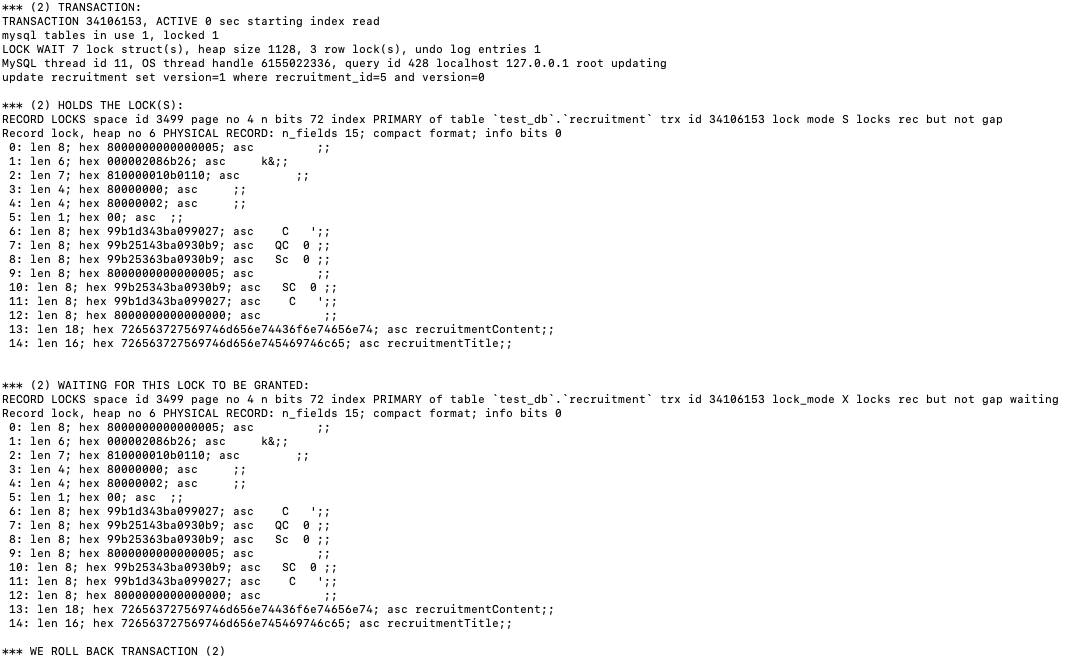 *** (2) TRANSACTION:
TRANSACTION 34106153, ACTIVE 0 sec starting index read
mysql tables in use 1, locked 1
LOCK WAIT 7 lock struct(s), heap size 1128, 3 row lock(s), undo log entries 1
MySQL thread id 11, OS thread handle 6155022336, query id 428 localhost 127.0.0.1 root updating
update recruitment set version=1 where recruitment_id=5 and version=0

*** (2) HOLDS THE LOCK(S):
RECORD LOCKS space id 3499 page no 4 n bits 72 index PRIMARY of table `test_db`.`recruitment` trx id 34106153 lock mode S locks rec but not gap
Record lock, heap no 6 PHYSICAL RECORD: n_fields 15; compact format; info bits 0
 0: len 8; hex 8000000000000005; asc         ;;
 1: len 6; hex 000002086b26; asc     k&;;
 2: len 7; hex 810000010b0110; asc        ;;
 3: len 4; hex 80000000; asc     ;;
 4: len 4; hex 80000002; asc     ;;
 5: len 1; hex 00; asc  ;;
 6: len 8; hex 99b1d343ba099027; asc    C   ';;
 7: len 8; hex 99b25143ba0930b9; asc   QC  0 ;;
 8: len 8; hex 99b25363ba0930b9; asc   Sc  0 ;;
 9: len 8; hex 8000000000000005; asc         ;;
 10: len 8; hex 99b25343ba0930b9; asc   SC  0 ;;
 11: len 8; hex 99b1d343ba099027; asc    C   ';;
 12: len 8; hex 8000000000000000; asc         ;;
 13: len 18; hex 726563727569746d656e74436f6e74656e74; asc recruitmentContent;;
 14: len 16; hex 726563727569746d656e745469746c65; asc recruitmentTitle;;

*** (2) WAITING FOR THIS LOCK TO BE GRANTED:
RECORD LOCKS space id 3499 page no 4 n bits 72 index PRIMARY of table `test_db`.`recruitment` trx id 34106153 lock_mode X locks rec but not gap waiting
Record lock, heap no 6 PHYSICAL RECORD: n_fields 15; compact format; info bits 0
 0: len 8; hex 8000000000000005; asc         ;;
 1: len 6; hex 000002086b26; asc     k&;;
 2: len 7; hex 810000010b0110; asc        ;;
 3: len 4; hex 80000000; asc     ;;
 4: len 4; hex 80000002; asc     ;;
 5: len 1; hex 00; asc  ;;
 6: len 8; hex 99b1d343ba099027; asc    C   ';;
 7: len 8; hex 99b25143ba0930b9; asc   QC  0 ;;
 8: len 8; hex 99b25363ba0930b9; asc   Sc  0 ;;
 9: len 8; hex 8000000000000005; asc         ;;
 10: len 8; hex 99b25343ba0930b9; asc   SC  0 ;;
 11: len 8; hex 99b1d343ba099027; asc    C   ';;
 12: len 8; hex 8000000000000000; asc         ;;
 13: len 18; hex 726563727569746d656e74436f6e74656e74; asc recruitmentContent;;
 14: len 16; hex 726563727569746d656e745469746c65; asc recruitmentTitle;;

*** WE ROLL BACK TRANSACTION (2)